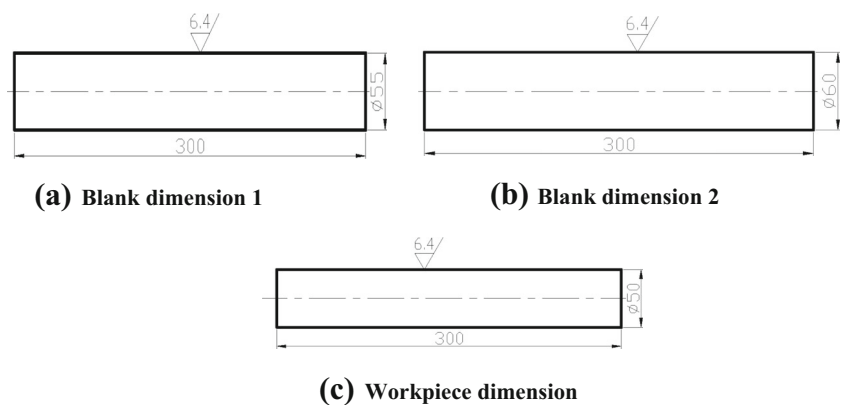 6.4
ø55
300
(a) Blank dimension 1
6.4
ø60
300
(b) Blank dimension 2
6.4
ø50
300
(c) Workpiece dimension